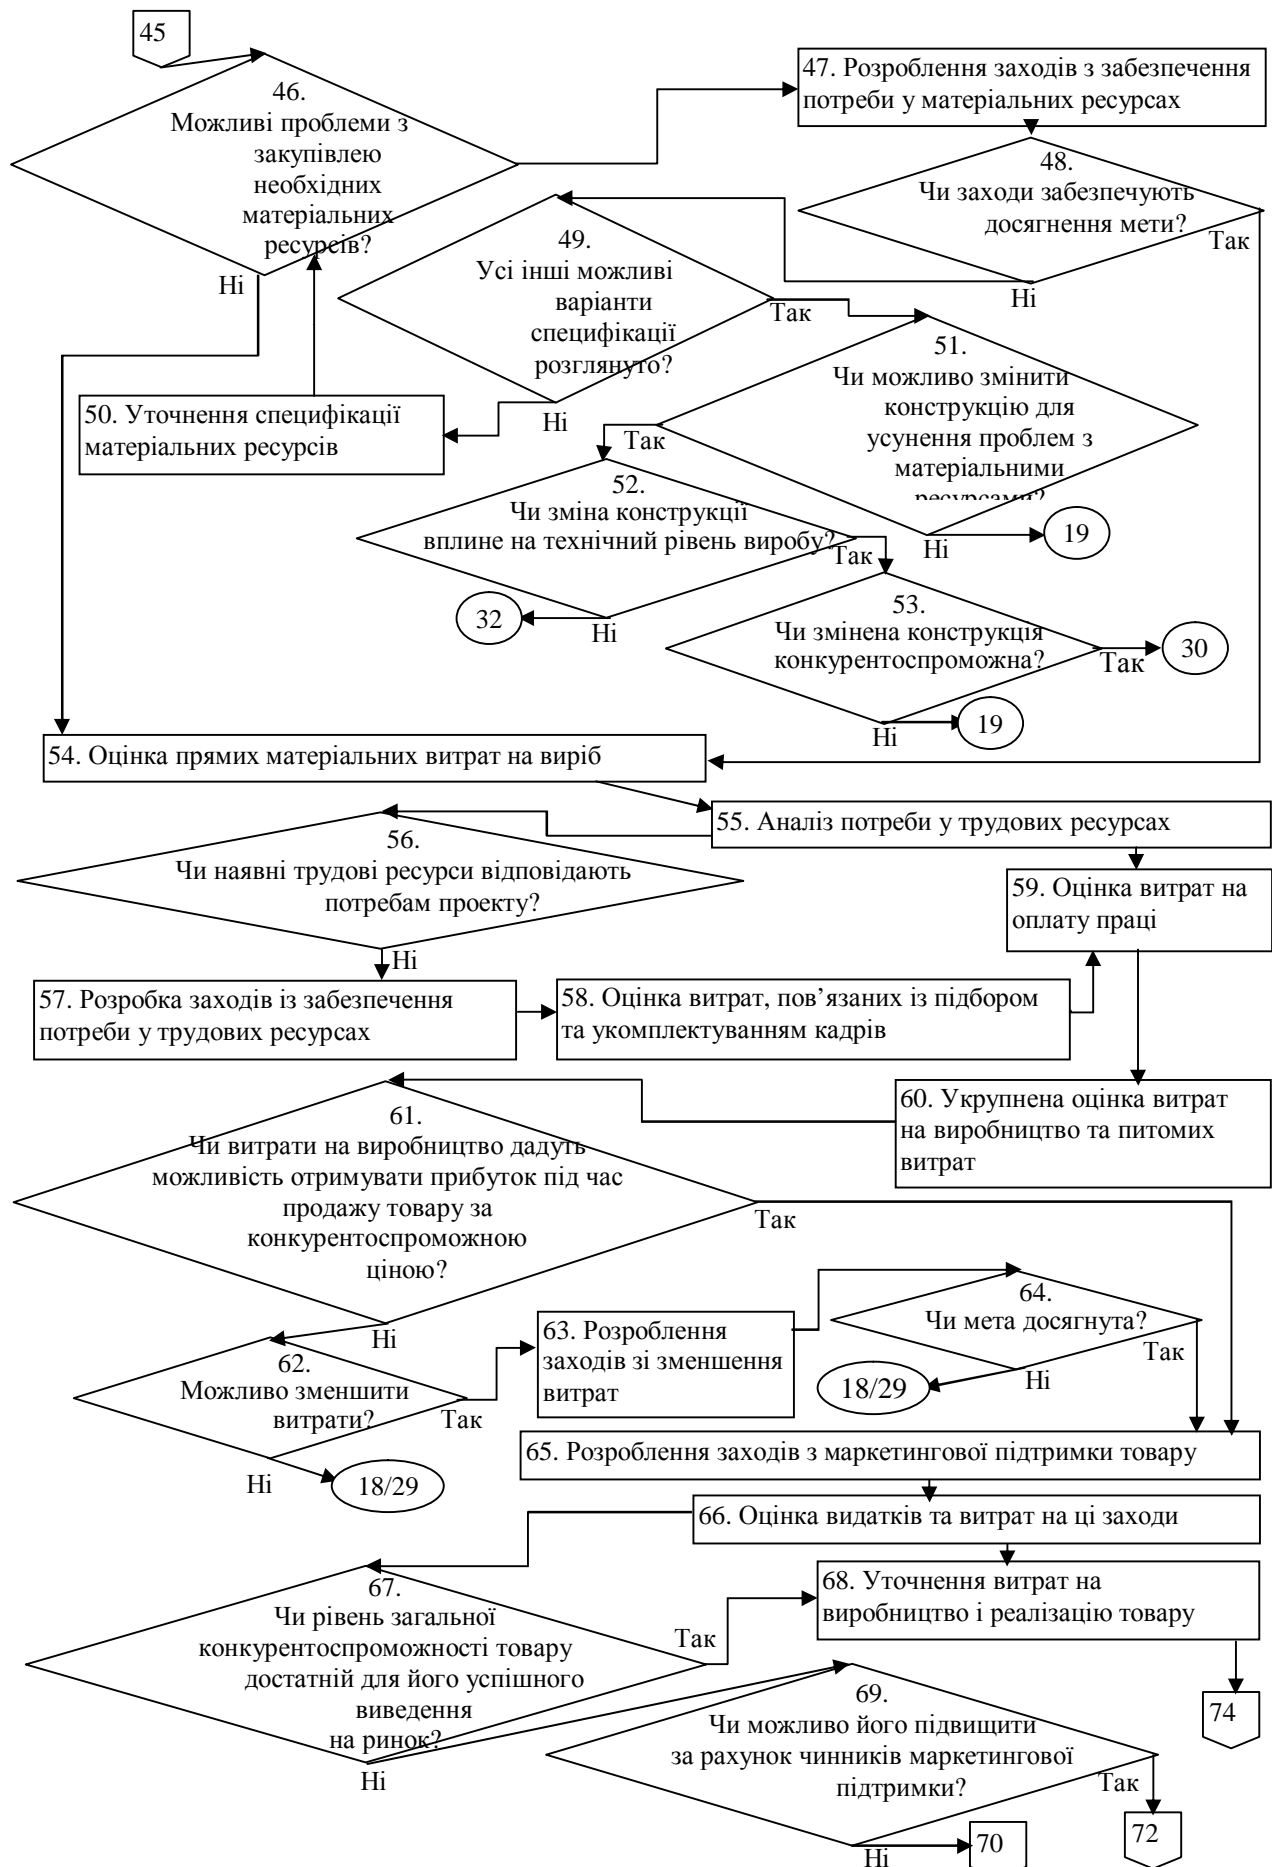 45
46.
Можливі проблеми з
закупівлею
необхідних
матеріальних
ресурсів?
Ні
47. Розроблення заходів з забезпечення
потреби у матеріальних ресурсах
48.
Чи заходи забезпечують
досягнення мети?
Так
Ні
49.
Усі інші можливі
варіанти
специфікації
розглянуто?
Так
Ні
50. Уточнення специфікації
матеріальних ресурсів
51.
Чи можливо змінити
конструкцію для
усунення проблем з
матеріальними
ресурсами?
Так
Ні
19
52.
Чи зміна конструкції
вплине на технічний рівень виробу?
Так
Ні
32
53.
Чи змінена конструкція
конкурентоспроможна?
Так
30
Ні
19
54. Оцінка прямих матеріальних витрат на виріб
55. Аналіз потреби у трудових ресурсах
56.
Чи наявні трудові ресурси відповідають
потребам проекту?
Ні
59. Оцінка витрат на
оплату праці
57. Розробка заходів із забезпечення
потреби у трудових ресурсах
58. Оцінка витрат, пов’язаних із підбором
та укомплектуванням кадрів
60. Укрупнена оцінка витрат
на виробництво та питомих
витрат
61.
Чи витрати на виробництво дадуть
можливість отримувати прибуток під час
продажу товару за
конкурентоспроможною
ціною?
Так
Ні
62.
Можливо зменшити
витрати?
Так
Ні
18/29
63. Розроблення
заходів зі зменшення
витрат
64.
Чи мета досягнута?
Так
Ні
18/29
65. Розроблення заходів з маркетингової підтримки товару
66. Оцінка видатків та витрат на ці заходи
67.
Чи рівень загальної
конкурентоспроможності товару
достатній для його успішного
виведення
на ринок?
Так
Ні
68. Уточнення витрат на
виробництво і реалізацію товару
74
69.
Чи можливо його підвищити
за рахунок чинників маркетингової
підтримки?
Так
72
Ні
70